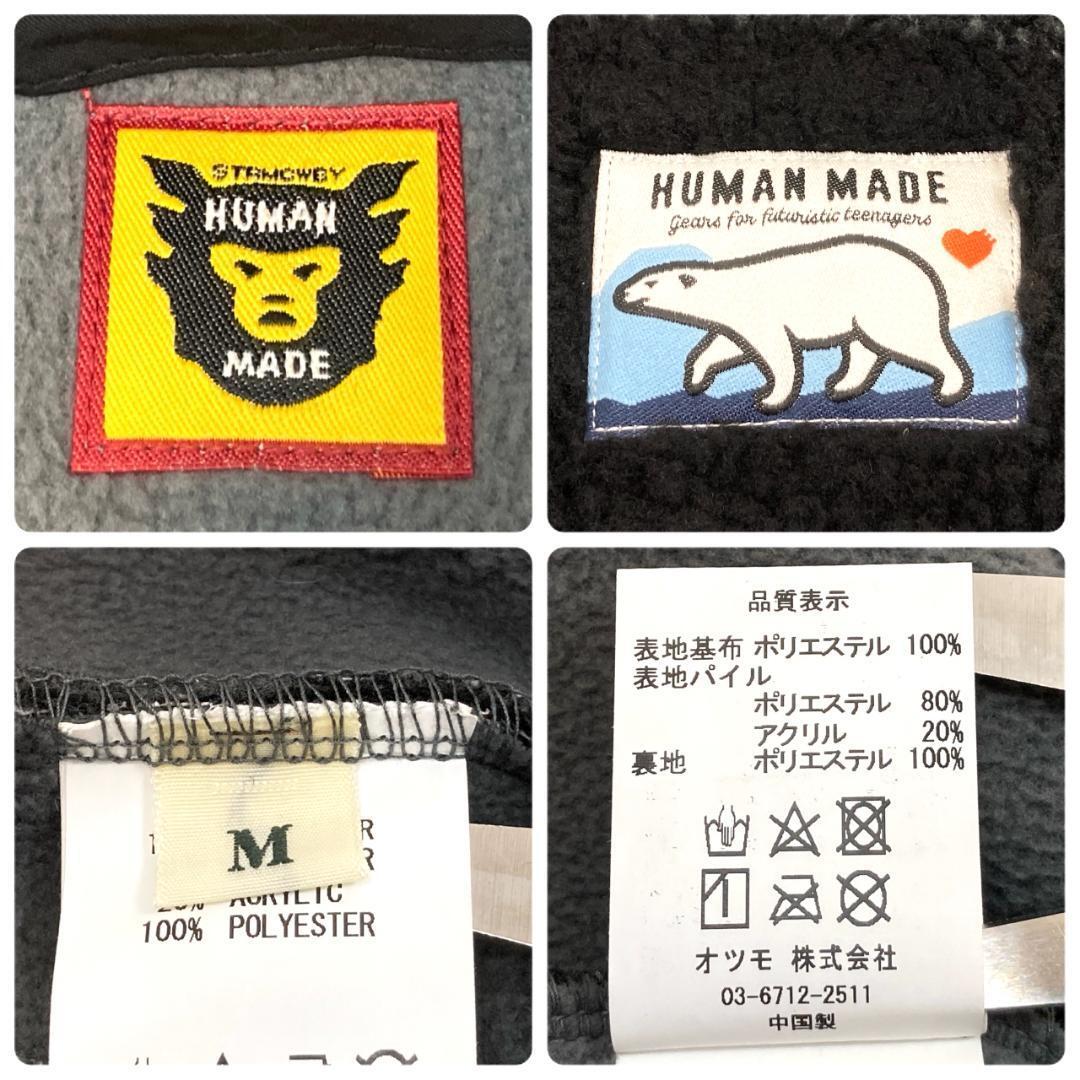 STRMCWBY
HUMAN
MADE
HUMAN MADE
Gears for futuristic teenagers
M
20% ACRYLIC
100% POLYESTER
品質表示
表地基布 ポリエステル 100%
表地パイル
ポリエステル 80%
アクリル 20%
裏地 ポリエステル 100%
オツモ 株式会社
03-6712-2511
中国製